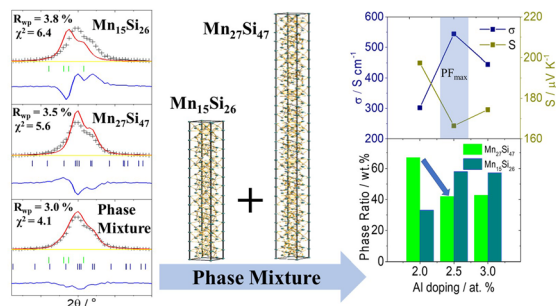 R_wp = 3.8 %
χ² = 6.4
Mn₁₅Si₂₆
R_wp = 3.5 %
χ² = 5.6
Mn₂₇Si₄₇
R_wp = 3.0 %
χ² = 4.1
Phase
Mixture
2θ / °
Mn₁₅Si₂₆
Mn₂₇Si₄₇
+
Phase Mixture
σ / S cm⁻¹
600
500
400
300
200
σ
S
PF_max
220
200
180
160
S / μV K⁻¹
Phase Ratio / wt.%
60
40
20
0
Mn₂₇Si₄₇
Mn₁₅Si₂₆
2.0 2.5 3.0
Al doping / at. %